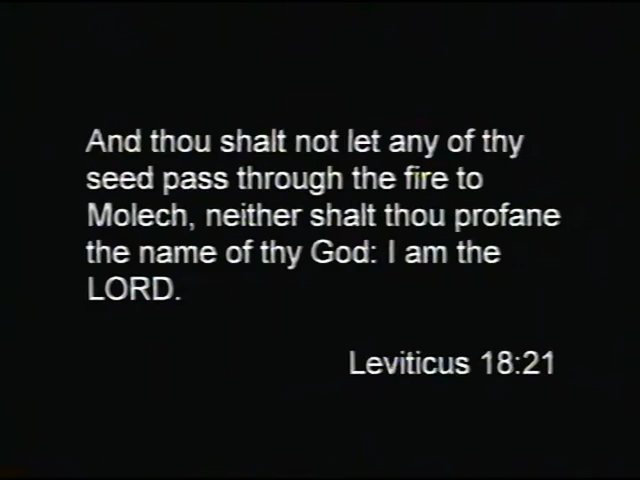 And thou shalt not let any of thy
seed pass through the fire to
Molech, neither shalt thou profane
the name of thy God: I am the
LORD.
Leviticus 18:21